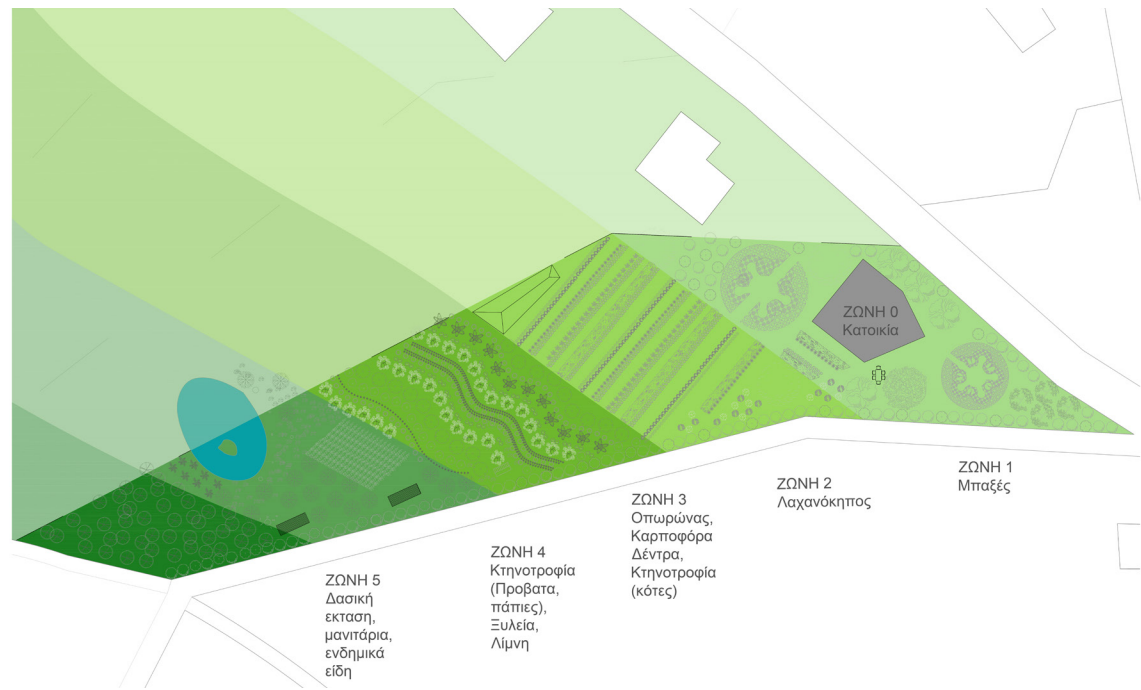 ΖΩΝΗ 0
Κατοικία
ΖΩΝΗ 1
Μπαξές
ΖΩΝΗ 2
Λαχανόκηπος
ΖΩΝΗ 3
Οπωρώνας,
Καρποφόρα
Δέντρα,
Κτηνοτροφία
(κότες)
ΖΩΝΗ 4
Κτηνοτροφία
(Προβατα,
πάπιες),
Ξυλεία,
Λίμνη
ΖΩΝΗ 5
Δασική
εκταση,
μανιτάρια,
ενδημικά
είδη